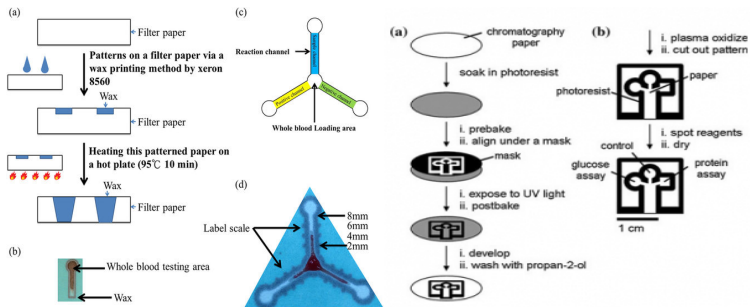 (a)
Filter paper
Patterns on a filter paper via a
wax printing method by xeron
8560
Wax
Filter paper
Heating this patterned paper on
a hot plate (95℃ 10 min)
Wax
Filter paper
(b)
Whole blood testing area
Wax
(c)
Reaction channel
Sample channel
Positive channel
Negative channel
Whole blood Loading area
(d)
Label scale
8mm
6mm
4mm
2mm
(a)
chromatography
paper
soak in photoresist
i. prebake
ii. align under a mask
mask
i. expose to UV light
ii. postbake
i. develop
ii. wash with propan-2-ol
(b)
i. plasma oxidize
ii. cut out pattern
paper
photoresist
i. spot reagents
ii. dry
control
glucose
assay
protein
assay
1 cm